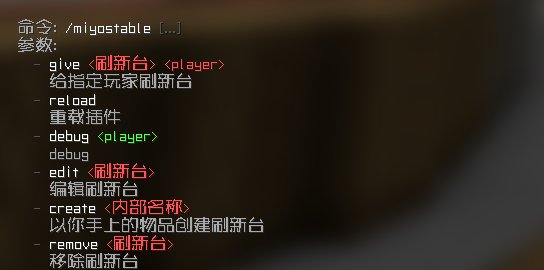 命令: /miyostable [...]
参数:
- give <刷新台> <player>
给指定玩家刷新台
- reload
重载插件
- debug <player>
debug
- edit <刷新台>
编辑刷新台
- create <内部名称>
以你手上的物品创建刷新台
- remove <刷新台>
移除刷新台